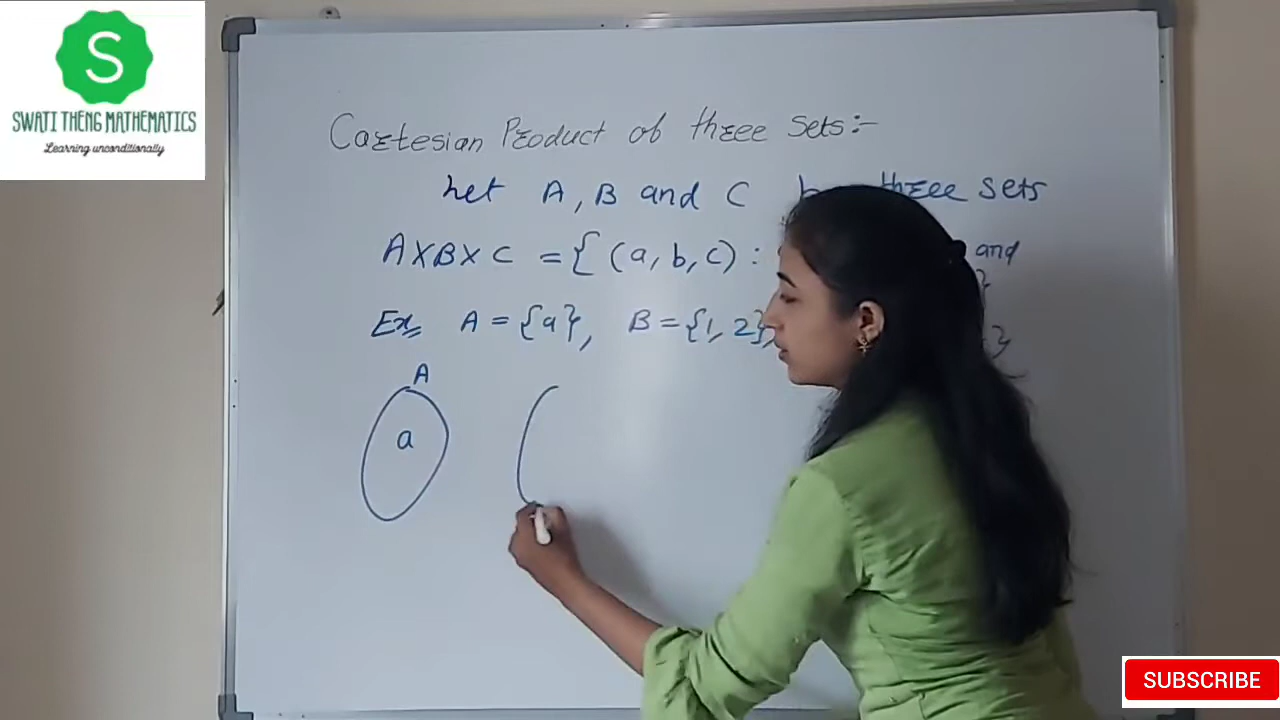 S
SWATI THENG MATHEMATICS
Learning unconditionally
Cartesian Product of three sets:-
Let A, B and C three sets
A×B×C = { (a, b, c) : and
}
Ex, A = {a}, B = {1, 2}, }
A
a
SUBSCRIBE